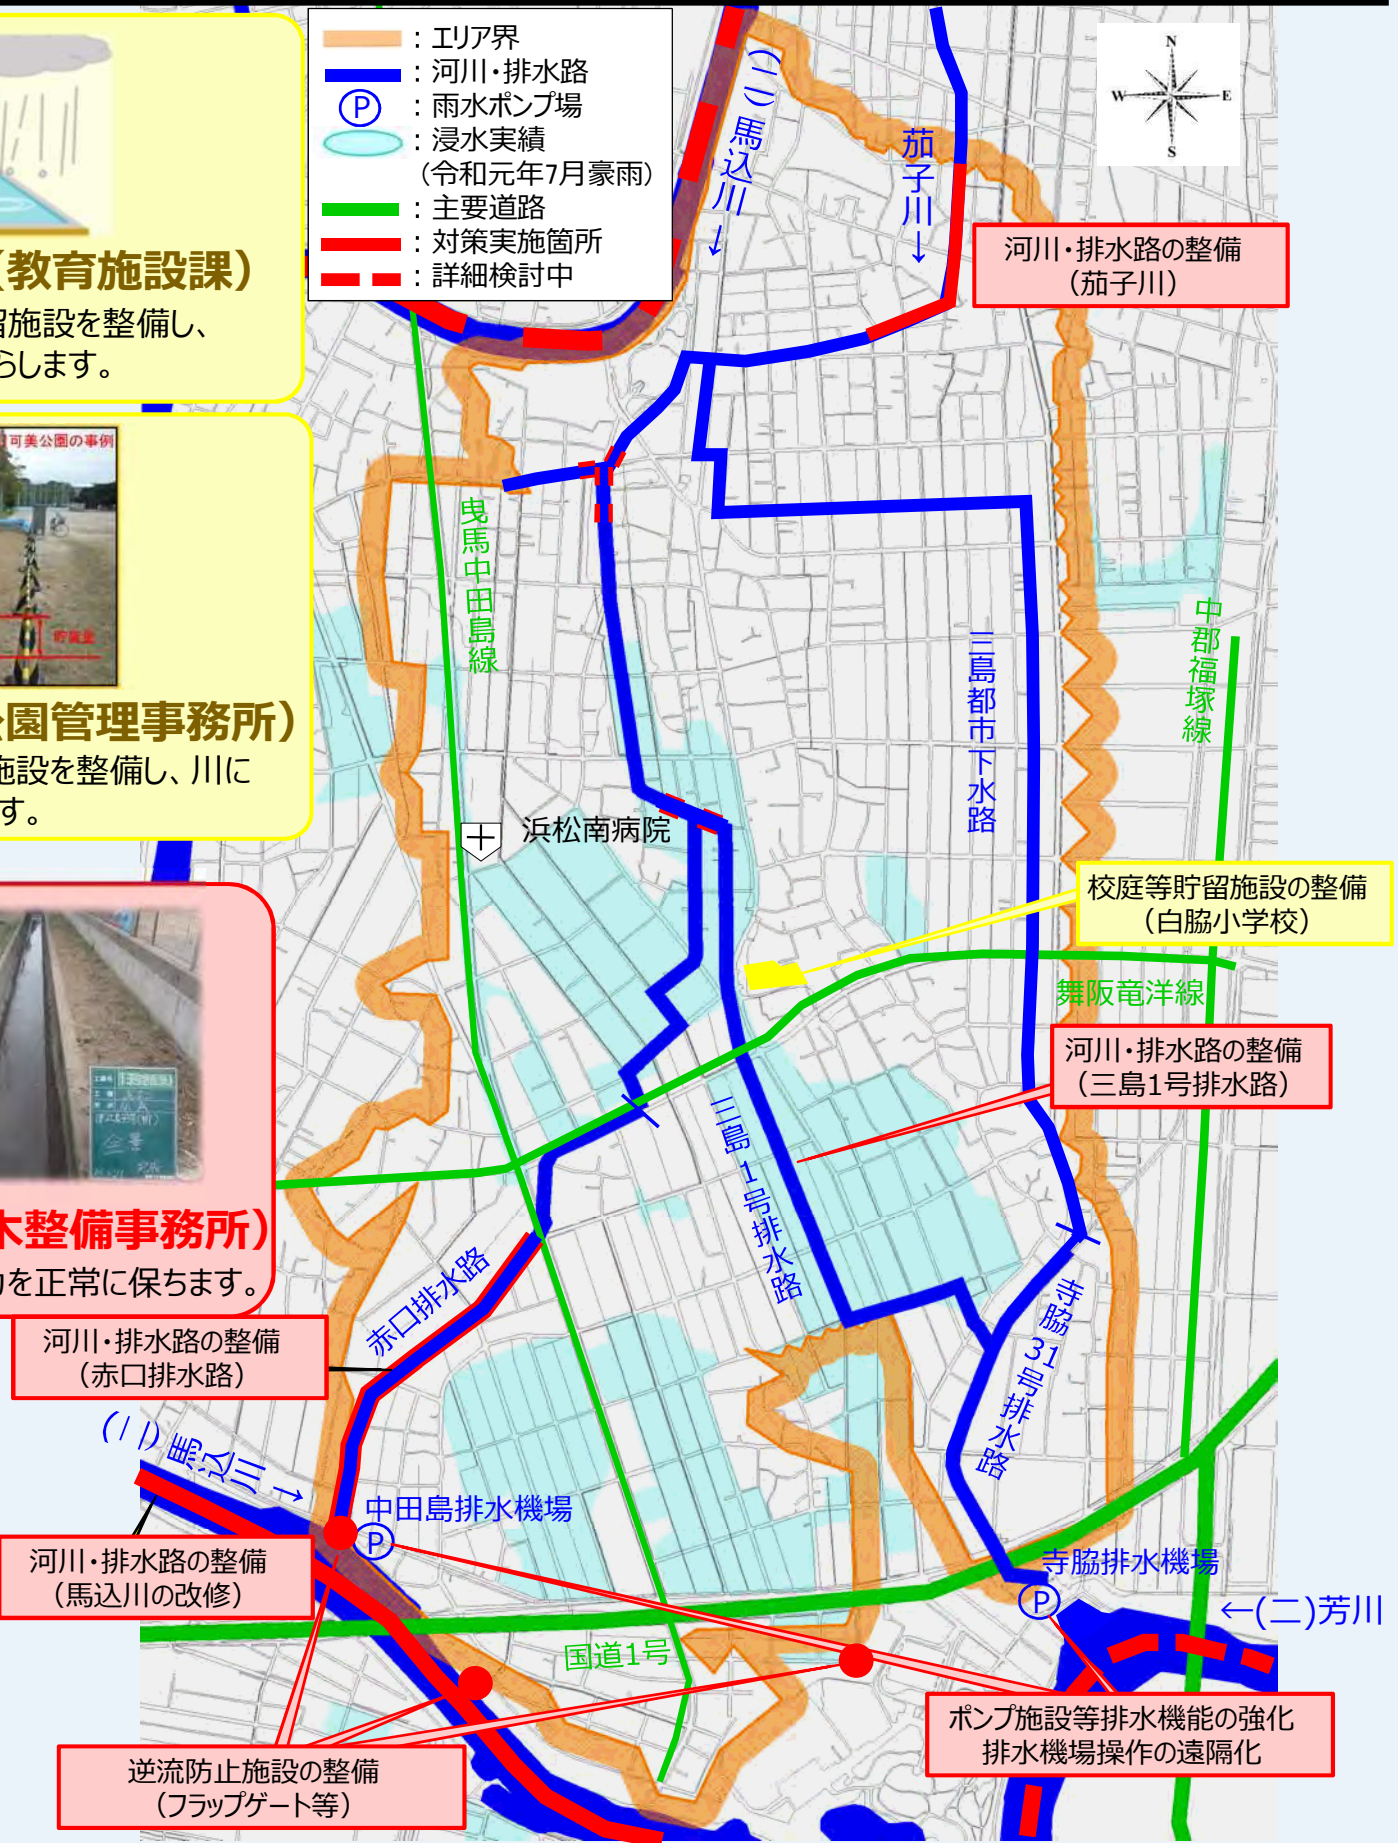 ：エリア界
：河川・排水路
P：雨水ポンプ場
：浸水実績
（令和元年7月豪雨）
：主要道路
：対策実施箇所
：詳細検討中
N
W E
S
（教育施設課）
留施設を整備し、
らします。
可美公園の事例
貯留量
公園管理事務所）
施設を整備し、川に
す。
木整備事務所）
力を正常に保ちます。
(二)馬込川→
茄子川→
河川・排水路の整備
（茄子川）
曳馬中田島線
三島都市下水路
中郡福塚線
浜松南病院
校庭等貯留施設の整備
（白脇小学校）
舞阪竜洋線
河川・排水路の整備
（三島1号排水路）
三島1号排水路
赤口排水路
寺脇31号排水路
河川・排水路の整備
（赤口排水路）
(二)馬込川→
中田島排水機場
P
河川・排水路の整備
（馬込川の改修）
寺脇排水機場
P
←(二)芳川
国道1号
ポンプ施設等排水機能の強化
排水機場操作の遠隔化
逆流防止施設の整備
（フラップゲート等）